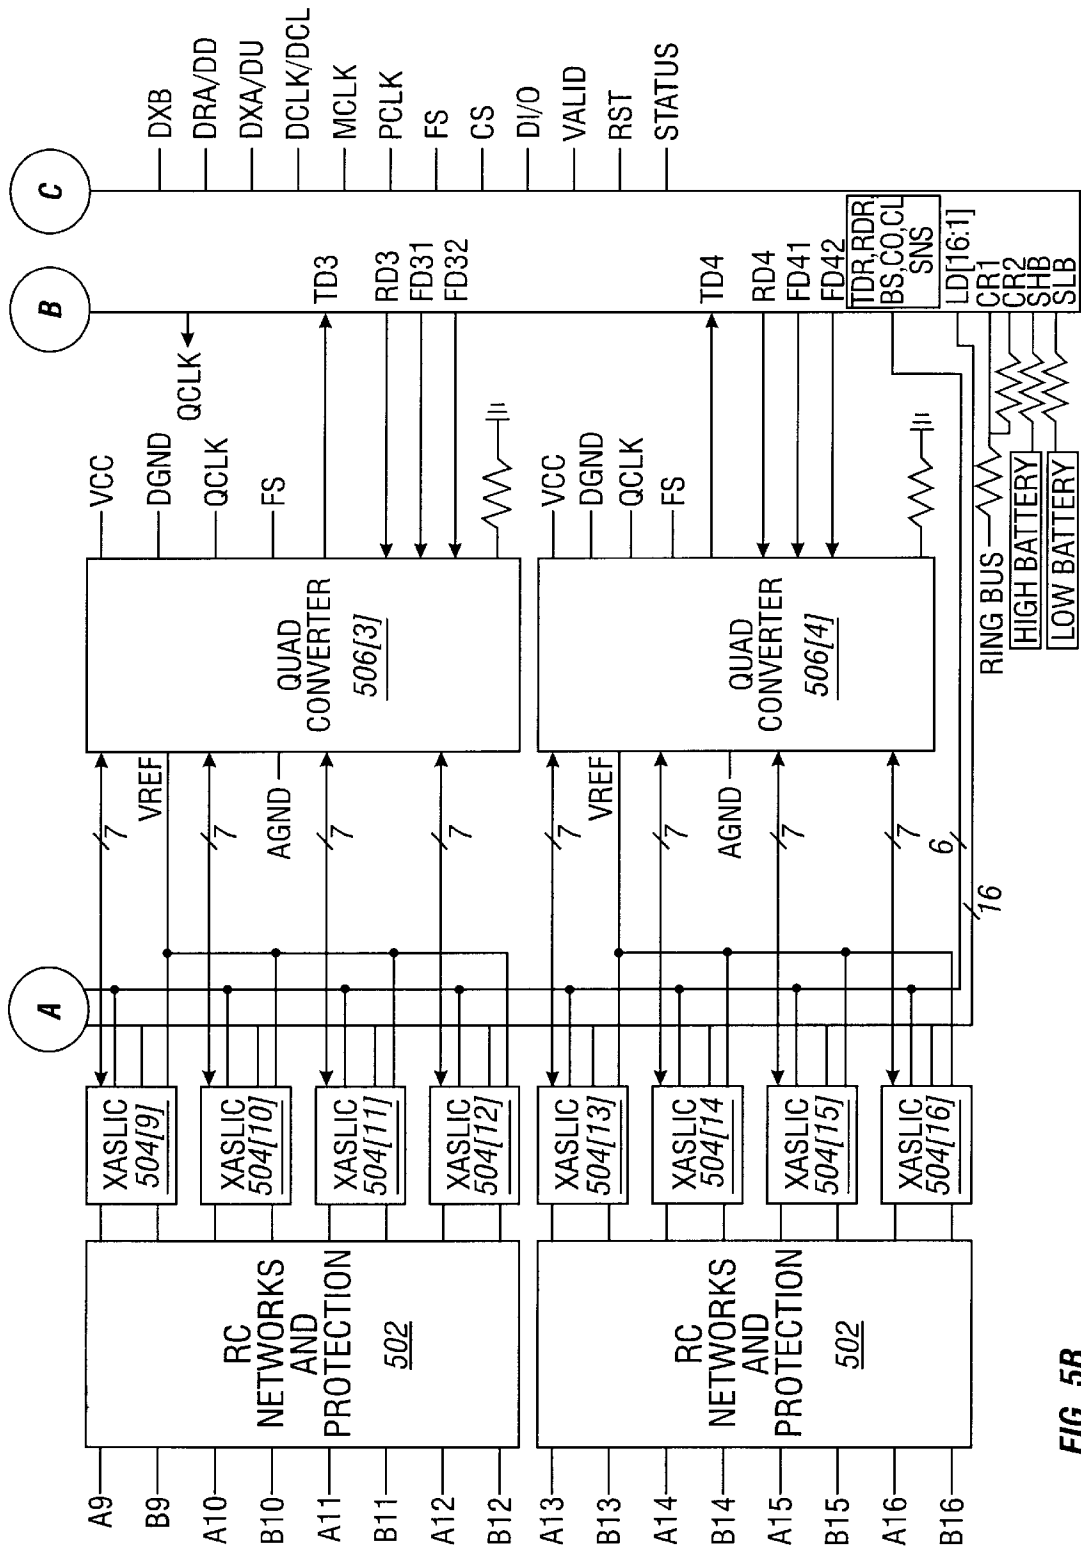 A9
B9
A10
B10
A11
B11
A12
B12
A13
B13
A14
B14
A15
B15
A16
B16
RC
NETWORKS
AND
PROTECTION
502
RC
NETWORKS
AND
PROTECTION
502
XASLIC
504[9]
XASLIC
504[10]
XASLIC
504[11]
XASLIC
504[12]
XASLIC
504[13]
XASLIC
504[14
XASLIC
504[15]
XASLIC
504[16]
A
7
VREF
7
AGND
7
7
7
VREF
7
AGND
7
7
6
16
QUAD
CONVERTER
506[3]
QUAD
CONVERTER
506[4]
VCC
DGND
QCLK
FS
VCC
DGND
QCLK
FS
RING BUS
HIGH BATTERY
LOW BATTERY
QCLK
B
TD3
RD3
FD31
FD32
TD4
RD4
FD41
FD42
TDR,RDR,
BS,CO,CL
SNS
LD[16:1]
CR1
CR2
SHB
SLB
C
DXB
DRA/DD
DXA/DU
DCLK/DCL
MCLK
PCLK
FS
CS
DI/O
VALID
RST
STATUS
FIG. 5B